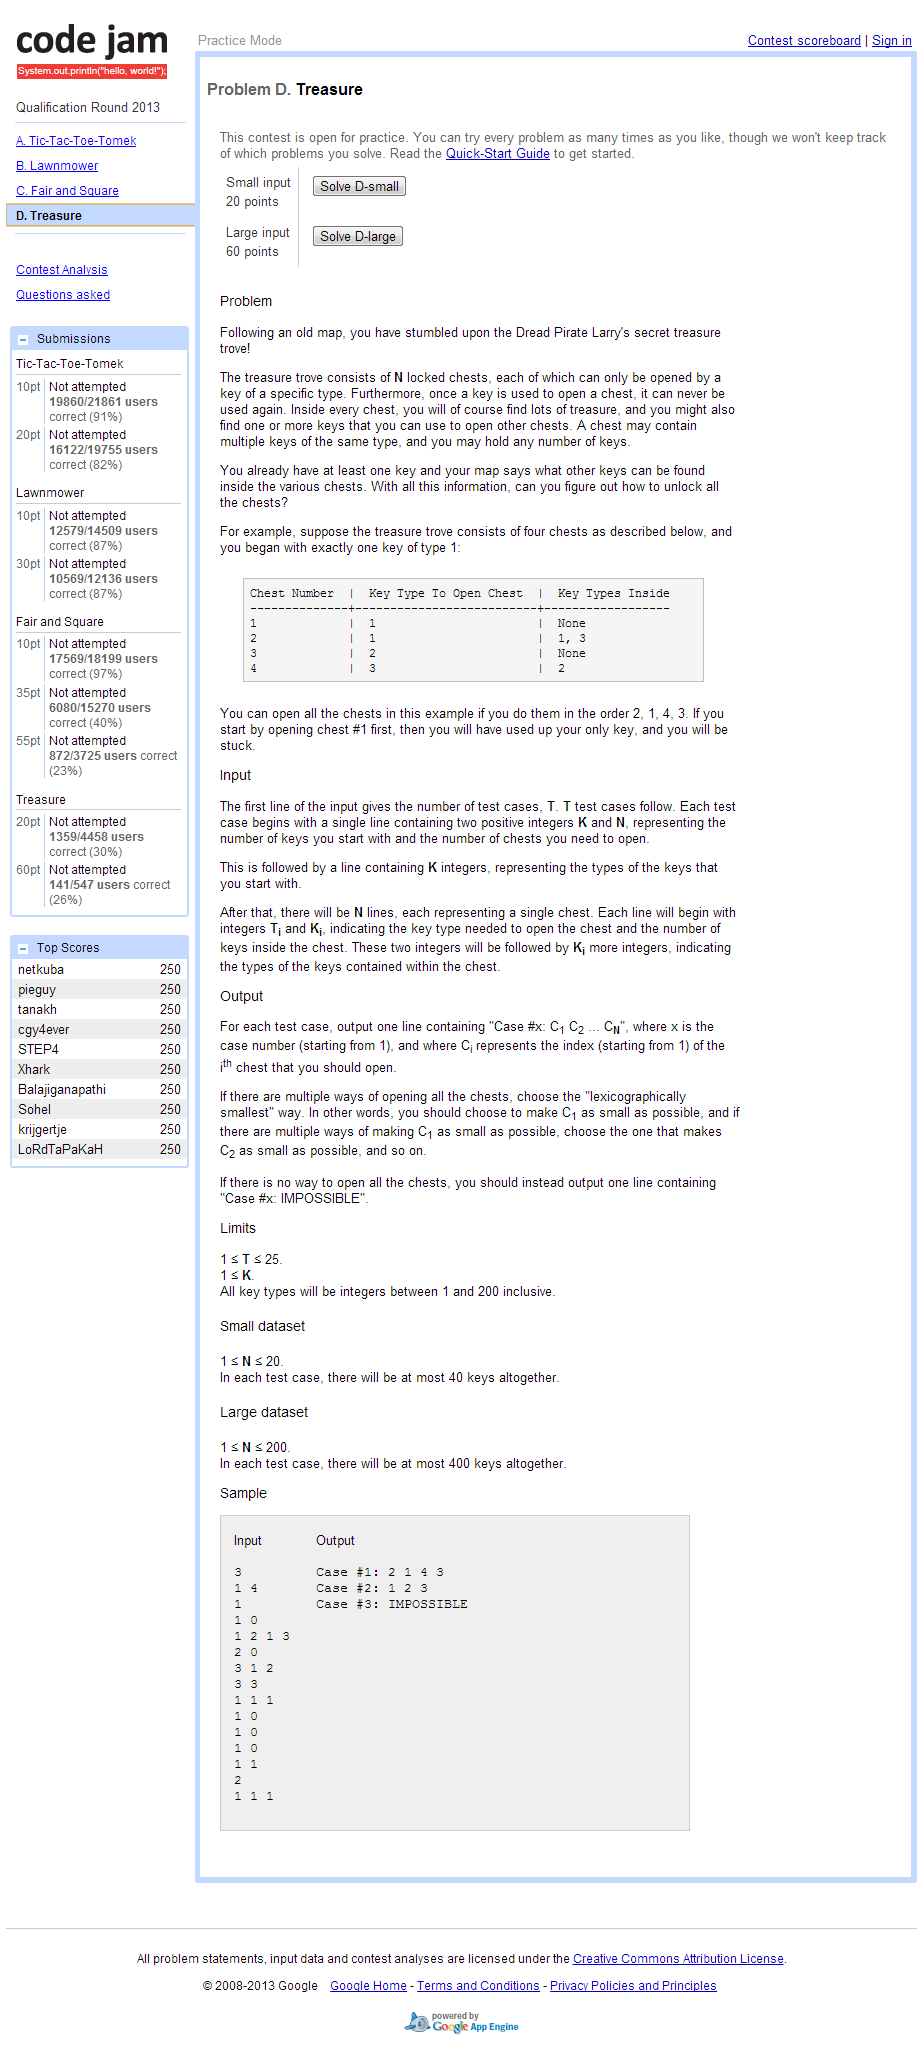 code jam
System.out.println("hello, world!");
Practice Mode
Contest scoreboard | Sign in
Qualification Round 2013
A. Tic-Tac-Toe-Tomek
B. Lawnmower
C. Fair and Square
D. Treasure
Contest Analysis
Questions asked
Submissions
Tic-Tac-Toe-Tomek
10pt Not attempted
19860/21861 users
correct (91%)
20pt Not attempted
16122/19755 users
correct (82%)
Lawnmower
10pt Not attempted
12579/14509 users
correct (87%)
30pt Not attempted
10569/12136 users
correct (87%)
Fair and Square
10pt Not attempted
17569/18199 users
correct (97%)
35pt Not attempted
6080/15270 users
correct (40%)
55pt Not attempted
872/3725 users correct
(23%)
Treasure
20pt Not attempted
1359/4458 users
correct (30%)
60pt Not attempted
141/547 users correct
(26%)
Top Scores
netkuba 250
pieguy 250
tanakh 250
cgy4ever 250
STEP4 250
Xhark 250
Balajiganapathi 250
Sohel 250
krijgertje 250
LoRdTaPaKaH 250
Problem D. Treasure
This contest is open for practice. You can try every problem as many times as you like, though we won't keep track
of which problems you solve. Read the Quick-Start Guide to get started.
Small input
20 points
Solve D-small
Large input
60 points
Solve D-large
Problem
Following an old map, you have stumbled upon the Dread Pirate Larry's secret treasure
trove!
The treasure trove consists of N locked chests, each of which can only be opened by a
key of a specific type. Furthermore, once a key is used to open a chest, it can never be
used again. Inside every chest, you will of course find lots of treasure, and you might also
find one or more keys that you can use to open other chests. A chest may contain
multiple keys of the same type, and you may hold any number of keys.
You already have at least one key and your map says what other keys can be found
inside the various chests. With all this information, can you figure out how to unlock all
the chests?
For example, suppose the treasure trove consists of four chests as described below, and
you began with exactly one key of type 1:
Chest Number | Key Type To Open Chest | Key Types Inside
--------------+--------------------------+------------------
1 | 1 | None
2 | 1 | 1, 3
3 | 2 | None
4 | 3 | 2
You can open all the chests in this example if you do them in the order 2, 1, 4, 3. If you
start by opening chest #1 first, then you will have used up your only key, and you will be
stuck.
Input
The first line of the input gives the number of test cases, T. T test cases follow. Each test
case begins with a single line containing two positive integers K and N, representing the
number of keys you start with and the number of chests you need to open.
This is followed by a line containing K integers, representing the types of the keys that
you start with.
After that, there will be N lines, each representing a single chest. Each line will begin with
integers Ti and Ki, indicating the key type needed to open the chest and the number of
keys inside the chest. These two integers will be followed by Ki more integers, indicating
the types of the keys contained within the chest.
Output
For each test case, output one line containing "Case #x: C1 C2 ... CN", where x is the
case number (starting from 1), and where Ci represents the index (starting from 1) of the
ith chest that you should open.
If there are multiple ways of opening all the chests, choose the "lexicographically
smallest" way. In other words, you should choose to make C1 as small as possible, and if
there are multiple ways of making C1 as small as possible, choose the one that makes
C2 as small as possible, and so on.
If there is no way to open all the chests, you should instead output one line containing
"Case #x: IMPOSSIBLE".
Limits
1 ≤ T ≤ 25.
1 ≤ K.
All key types will be integers between 1 and 200 inclusive.
Small dataset
1 ≤ N ≤ 20.
In each test case, there will be at most 40 keys altogether.
Large dataset
1 ≤ N ≤ 200.
In each test case, there will be at most 400 keys altogether.
Sample
Input Output
3 Case #1: 2 1 4 3
1 4 Case #2: 1 2 3
1 Case #3: IMPOSSIBLE
1 0
1 2 1 3
2 0
3 1 2
3 3
1 1 1
1 0
1 0
1 0
1 1
2
1 1 1
All problem statements, input data and contest analyses are licensed under the Creative Commons Attribution License.
© 2008-2013 Google Google Home - Terms and Conditions - Privacy Policies and Principles
powered by
Google App Engine